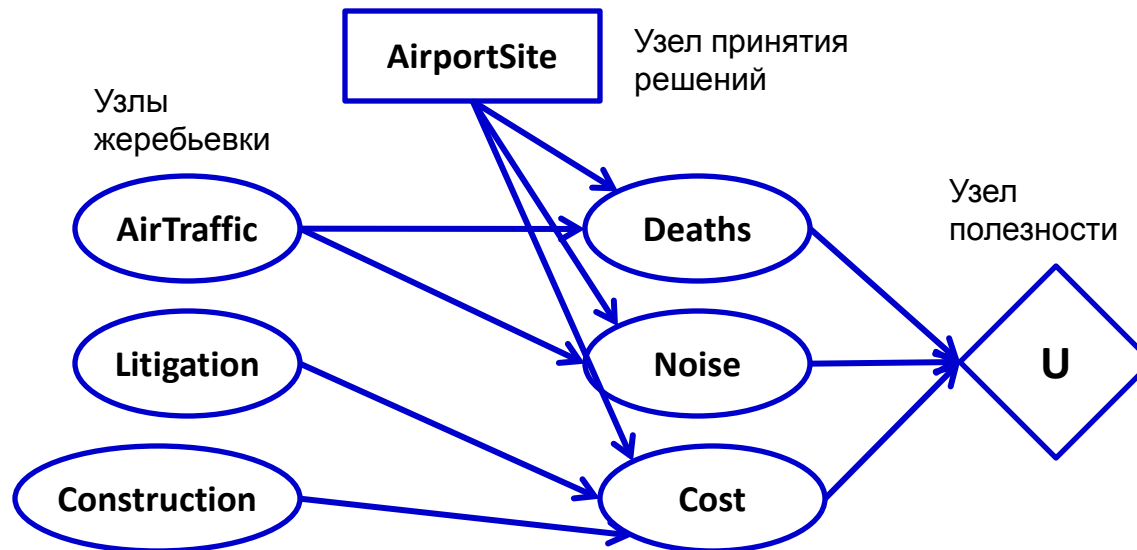 AirportSite
Узел принятия
решений
Узлы
жеребьевки
AirTraffic
Deaths
Узел
полезности
Litigation
Noise
U
Construction
Cost